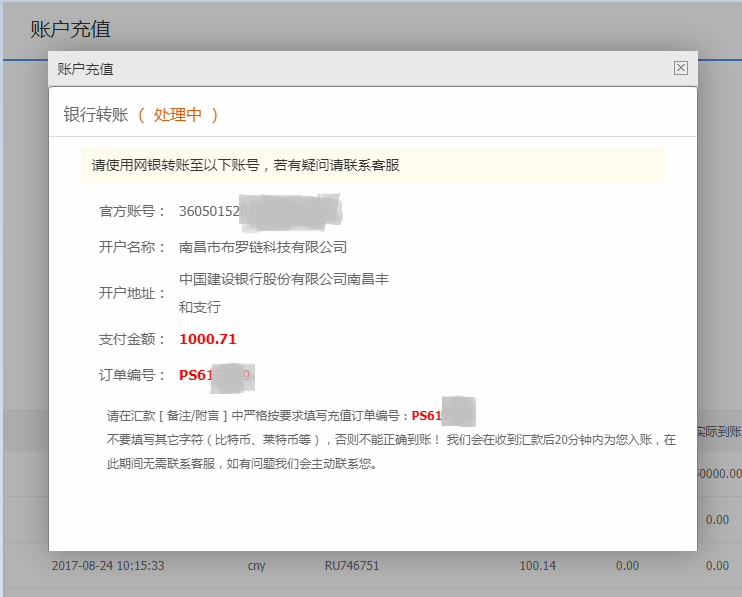 账户充值
账户充值
银行转账 ( 处理中 )
请使用网银转账至以下账号，若有疑问请联系客服
官方账号： 36050152
开户名称： 南昌市布罗链科技有限公司
中国建设银行股份有限公司南昌丰
开户地址：
和支行
支付金额： 1000.71
订单编号： PS61
请在汇款 [ 备注/附言 ] 中严格按要求填写充值订单编号：PS61
不要填写其它字符（比特币、莱特币等），否则不能正确到账！ 我们会在收到汇款后20分钟内为您入账，在
此期间无需联系客服，如有问题我们会主动联系您。
实际到账
0000.00
0.00
2017-08-24 10:15:33 cny RU746751 100.14 0.00 0.00